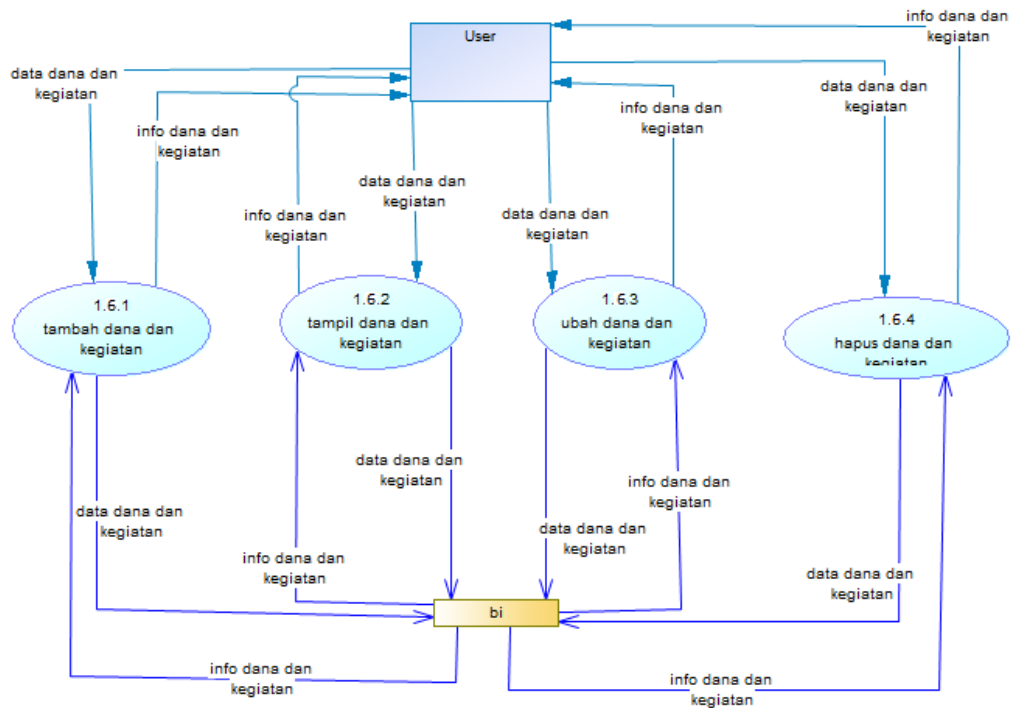 User
info dana dan
kegiatan
data dana dan
kegiatan
info dana dan
kegiatan
data dana dan
kegiatan
info dana dan
kegiatan
data dana dan
kegiatan
info dana dan
kegiatan
data dana dan
kegiatan
1.6.1
tambah dana dan
kegiatan
1.6.2
tampil dana dan
kegiatan
1.6.3
ubah dana dan
kegiatan
1.6.4
hapus dana dan
kegiatan
data dana dan
kegiatan
info dana dan
kegiatan
data dana dan
kegiatan
data dana dan
kegiatan
info dana dan
kegiatan
data dana dan
kegiatan
bi
info dana dan
kegiatan
info dana dan
kegiatan